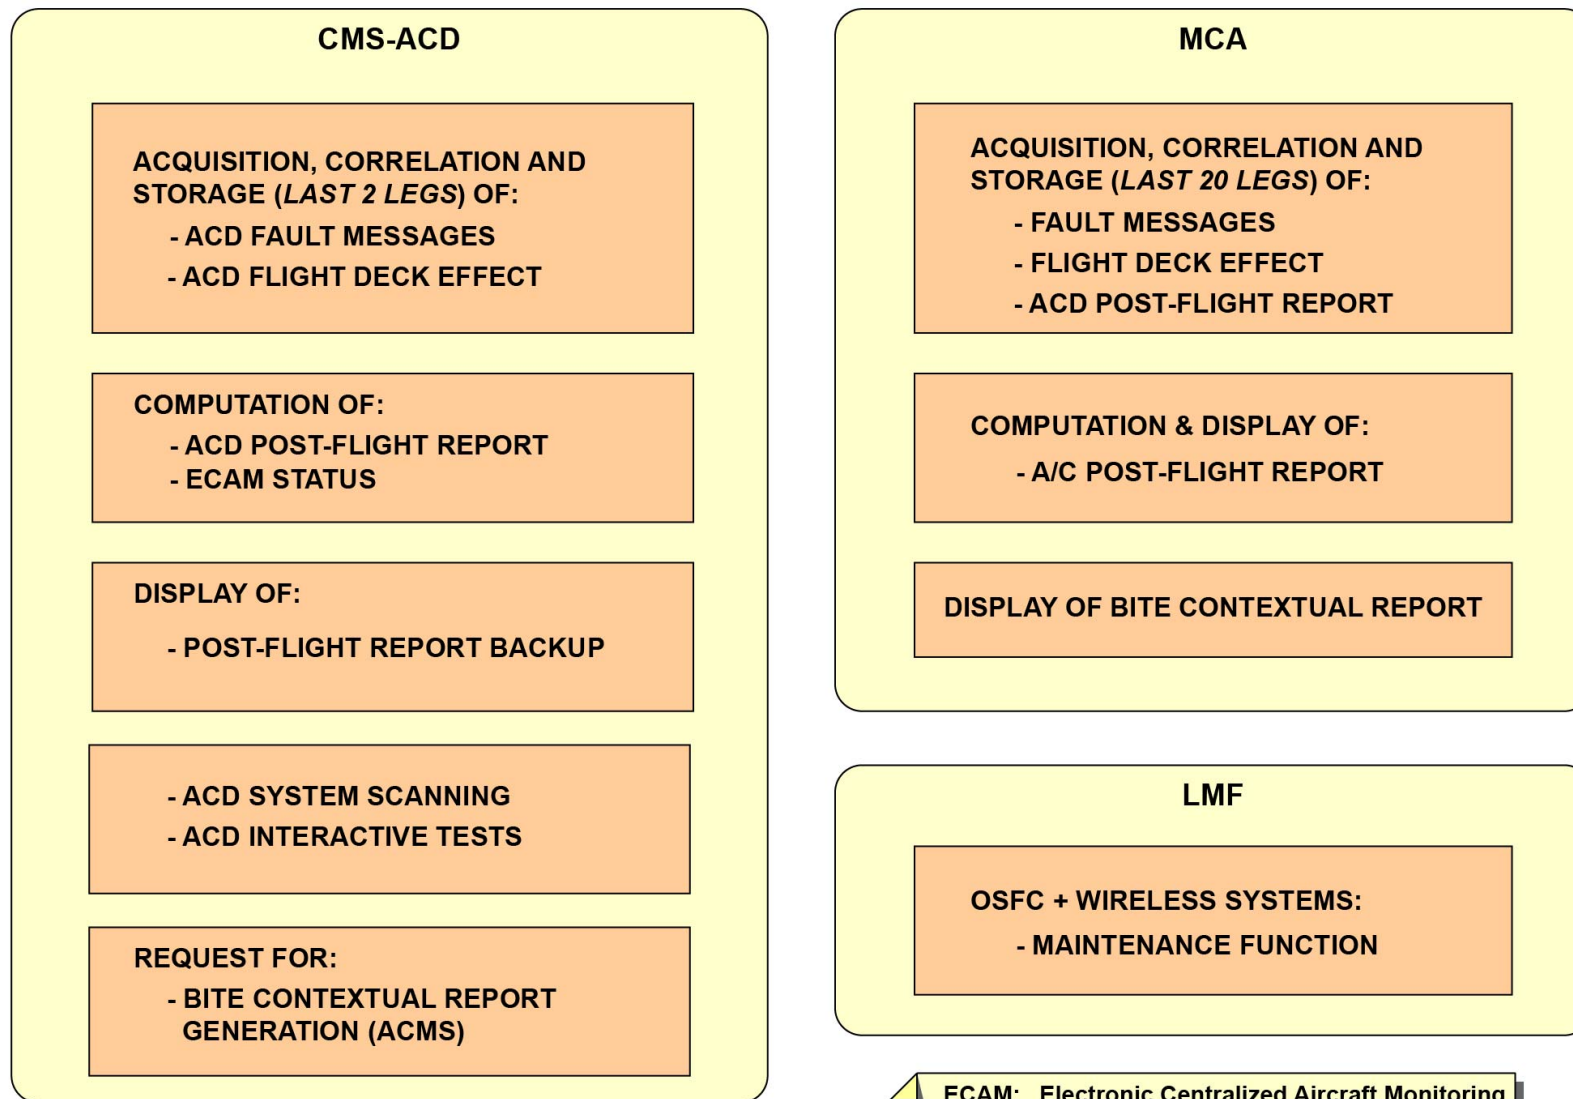 CMS-ACD
ACQUISITION, CORRELATION AND
STORAGE (LAST 2 LEGS) OF:
- ACD FAULT MESSAGES
- ACD FLIGHT DECK EFFECT
COMPUTATION OF:
- ACD POST-FLIGHT REPORT
- ECAM STATUS
DISPLAY OF:
- POST-FLIGHT REPORT BACKUP
- ACD SYSTEM SCANNING
- ACD INTERACTIVE TESTS
REQUEST FOR:
- BITE CONTEXTUAL REPORT
GENERATION (ACMS)
MCA
ACQUISITION, CORRELATION AND
STORAGE (LAST 20 LEGS) OF:
- FAULT MESSAGES
- FLIGHT DECK EFFECT
- ACD POST-FLIGHT REPORT
COMPUTATION & DISPLAY OF:
- A/C POST-FLIGHT REPORT
DISPLAY OF BITE CONTEXTUAL REPORT
LMF
OSFC + WIRELESS SYSTEMS:
- MAINTENANCE FUNCTION
ECAM: Electronic Centralized Aircraft Monitoring